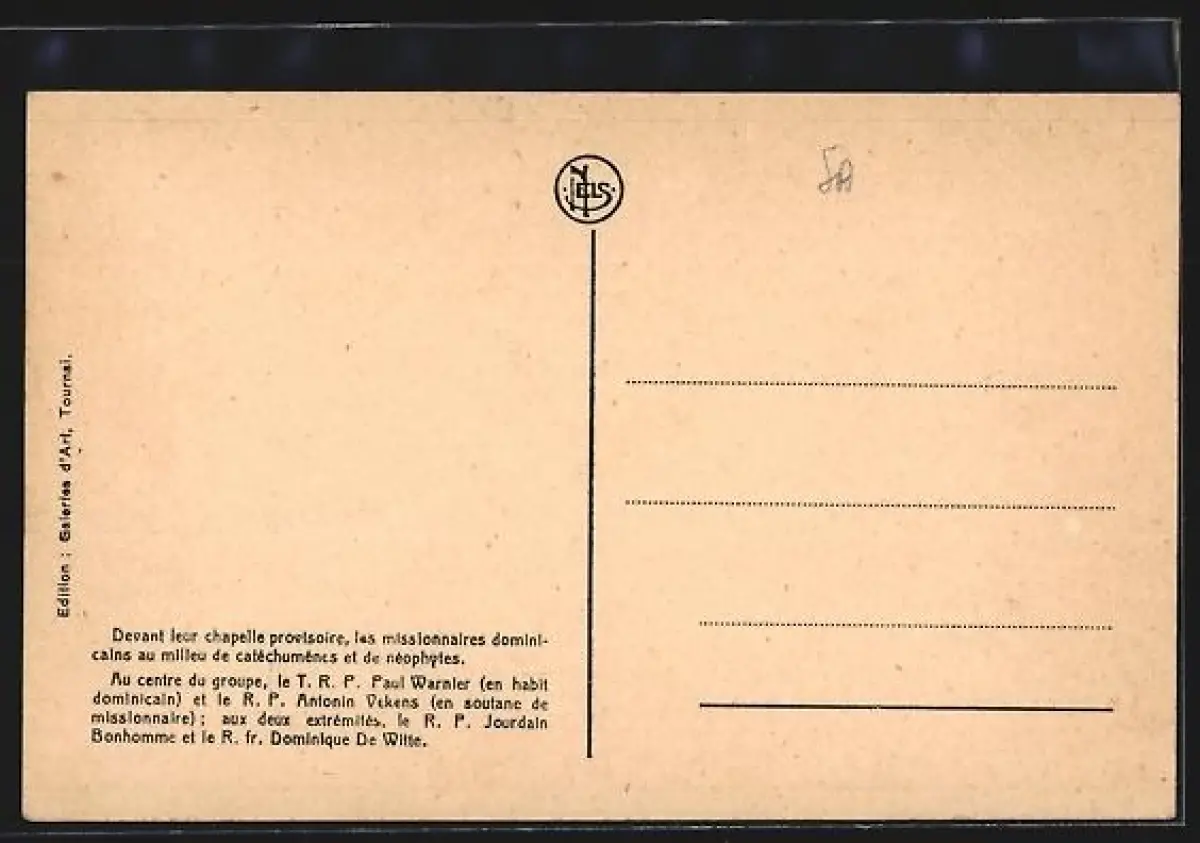 NELS
Edition : Galeries d'Art, Tournai.
Devant leur chapelle provisoire, les missionnaires domini-
cains au milieu de catéchumènes et de néophytes.
Au centre du groupe, le T. R. P. Paul Warnier (en habit
dominicain) et le R. P. Antonin Vekens (en soutane de
missionnaire) ; aux deux extrémités, le R. P. Jourdain
Bonhomme et le R. fr. Dominique De Witte.